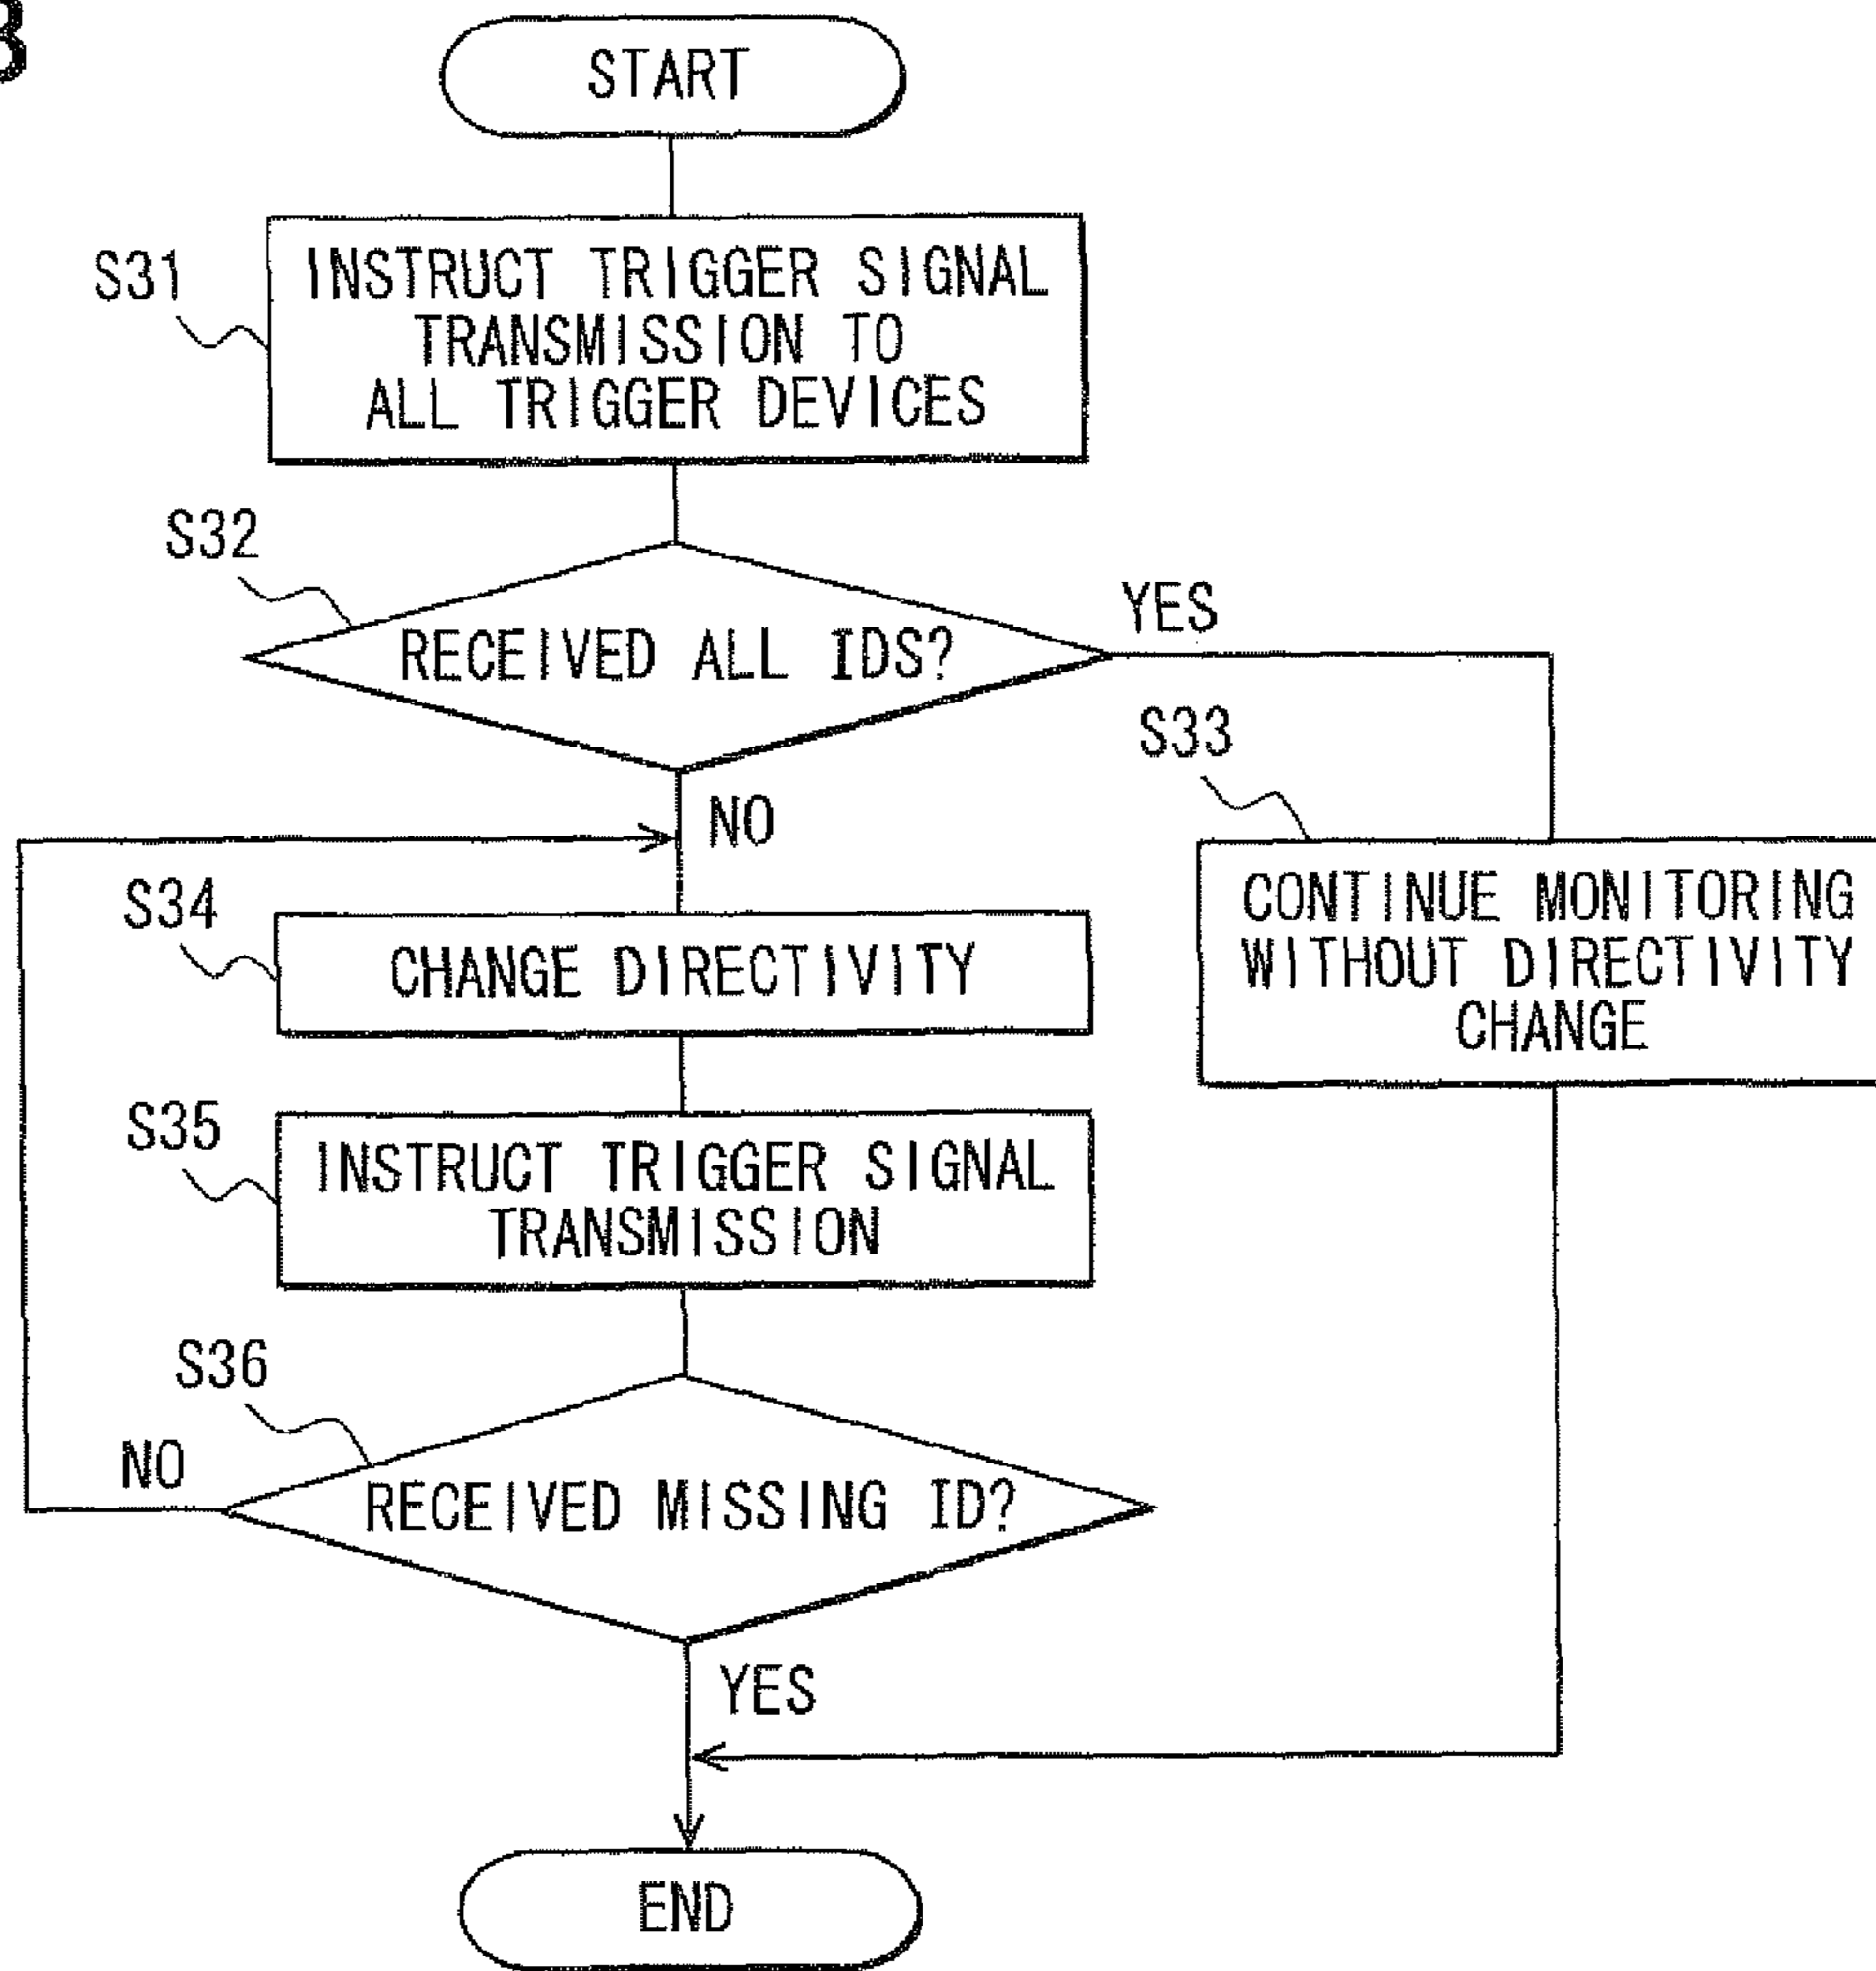 START
S31
INSTRUCT TRIGGER SIGNAL
TRANSMISSION TO
ALL TRIGGER DEVICES
S32
RECEIVED ALL IDS?
YES
NO
S33
CONTINUE MONITORING
WITHOUT DIRECTIVITY
CHANGE
S34
CHANGE DIRECTIVITY
S35
INSTRUCT TRIGGER SIGNAL
TRANSMISSION
S36
RECEIVED MISSING ID?
NO
YES
END